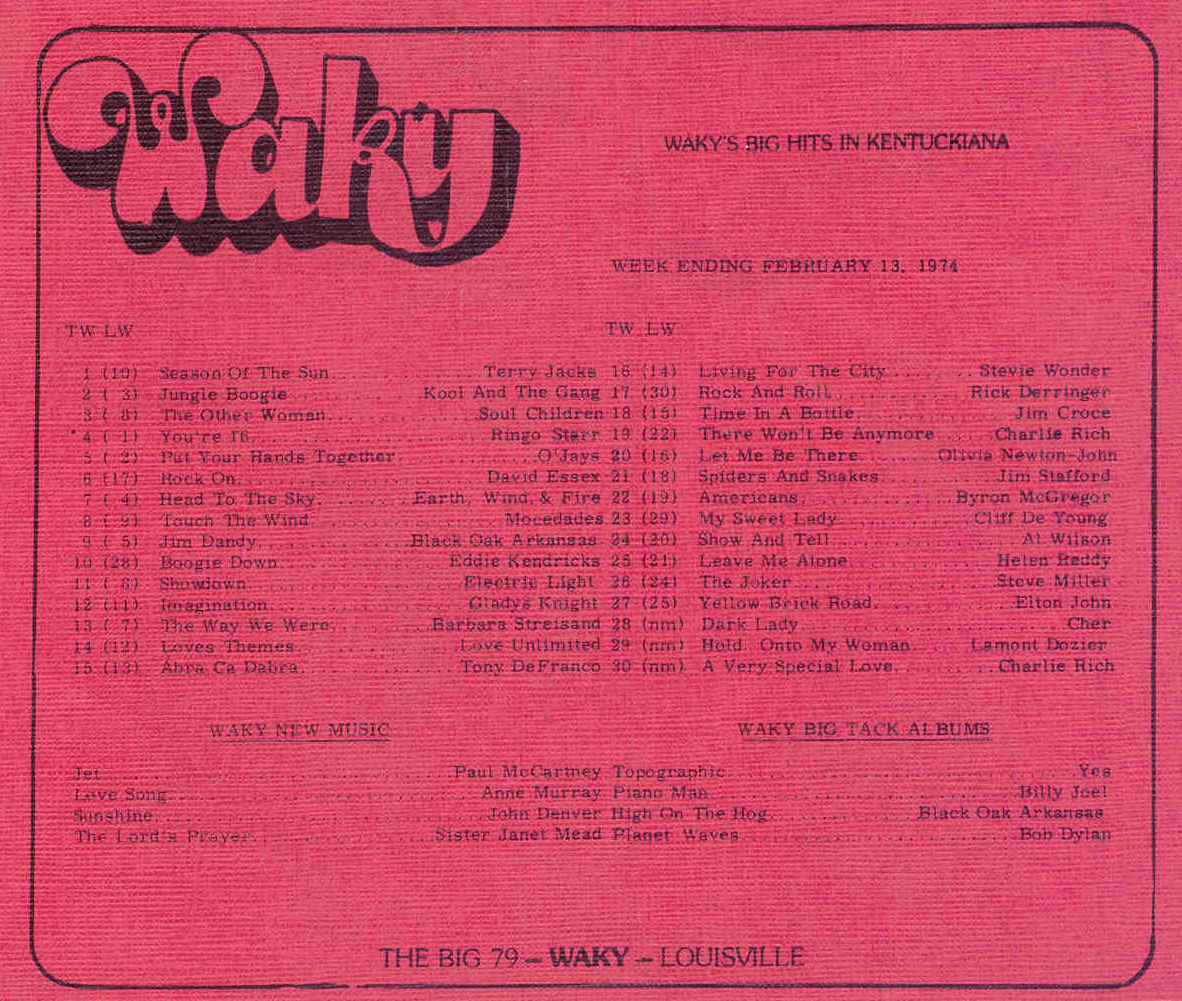 Waky
WAKY'S BIG HITS IN KENTUCKIANA
WEEK ENDING FEBRUARY 13, 1974
TW LW
1 (10) Season Of The Sun Terry Jacks
2 ( 3) Jungle Boogie Kool And The Gang
3 ( 8) The Other Woman Soul Children
4 ( 1) You're 16 Ringo Starr
5 ( 2) Put Your Hands Together O'Jays
6 (17) Rock On David Essex
7 ( 4) Head To The Sky Earth, Wind, & Fire
8 ( 9) Touch The Wind Mocedades
9 ( 5) Jim Dandy Black Oak Arkansas
10 (28) Boogie Down Eddie Kendricks
11 ( 6) Showdown Electric Light
12 (11) Imagination Gladys Knight
13 ( 7) The Way We Were Barbara Streisand
14 (12) Loves Themes Love Unlimited
15 (13) Abra Ca Dabra Tony DeFranco
TW LW
16 (14) Living For The City Stevie Wonder
17 (30) Rock And Roll Rick Derringer
18 (15) Time In A Bottle Jim Croce
19 (22) There Won't Be Anymore Charlie Rich
20 (16) Let Me Be There Olivia Newton-John
21 (18) Spiders And Snakes Jim Stafford
22 (19) Americans Byron McGregor
23 (29) My Sweet Lady Cliff De Young
24 (20) Show And Tell Al Wilson
25 (21) Leave Me Alone Helen Reddy
26 (24) The Joker Steve Miller
27 (25) Yellow Brick Road Elton John
28 (nm) Dark Lady Cher
29 (nm) Hold Onto My Woman Lamont Dozier
30 (nm) A Very Special Love Charlie Rich
WAKY NEW MUSIC
Jet Paul McCartney
Love Song Anne Murray
Sunshine John Denver
The Lord's Prayer Sister Janet Mead
WAKY BIG TACK ALBUMS
Topographic Yes
Piano Man Billy Joel
High On The Hog Black Oak Arkansas
Planet Waves Bob Dylan
THE BIG 79 – WAKY – LOUISVILLE